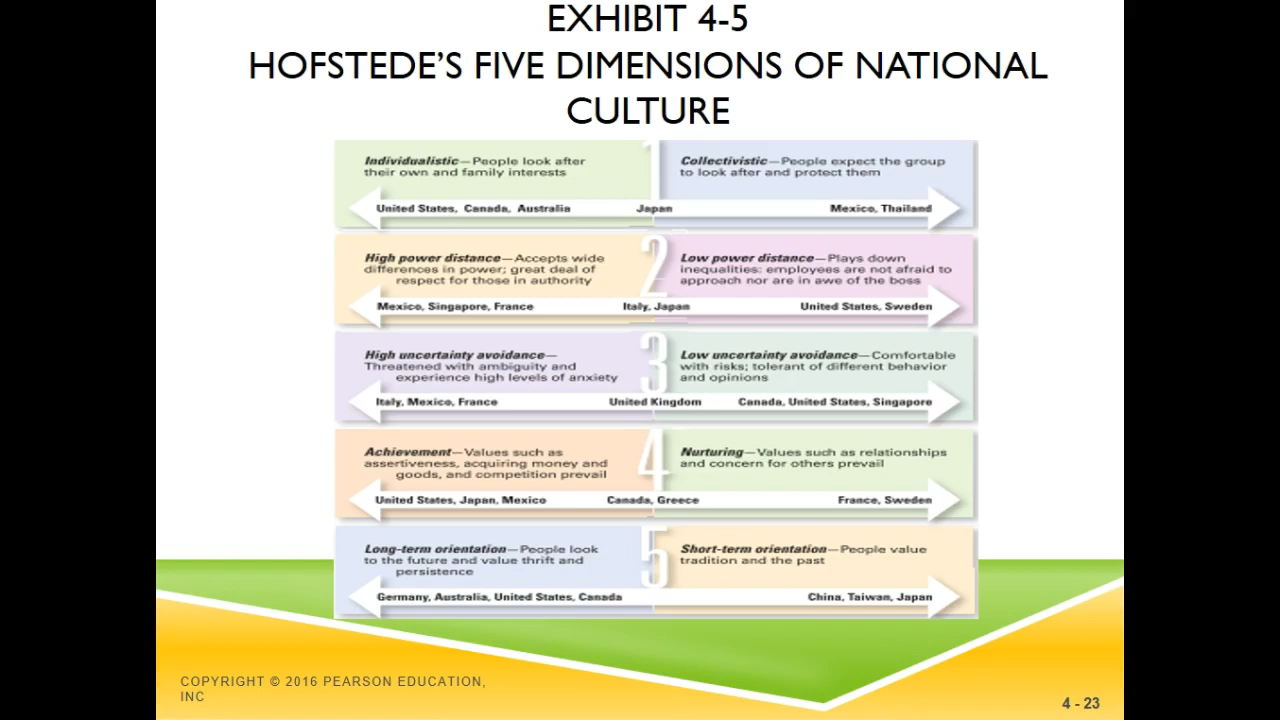 EXHIBIT 4-5
HOFSTEDE'S FIVE DIMENSIONS OF NATIONAL
CULTURE
1
Individualistic—People look after
their own and family interests
Collectivistic—People expect the group
to look after and protect them
United States, Canada, Australia Japan Mexico, Thailand
2
High power distance—Accepts wide
differences in power; great deal of
respect for those in authority
Low power distance—Plays down
inequalities: employees are not afraid to
approach nor are in awe of the boss
Mexico, Singapore, France Italy, Japan United States, Sweden
3
High uncertainty avoidance—
Threatened with ambiguity and
experience high levels of anxiety
Low uncertainty avoidance—Comfortable
with risks; tolerant of different behavior
and opinions
Italy, Mexico, France United Kingdom Canada, United States, Singapore
4
Achievement—Values such as
assertiveness, acquiring money and
goods, and competition prevail
Nurturing—Values such as relationships
and concern for others prevail
United States, Japan, Mexico Canada, Greece France, Sweden
5
Long-term orientation—People look
to the future and value thrift and
persistence
Short-term orientation—People value
tradition and the past
Germany, Australia, United States, Canada China, Taiwan, Japan
COPYRIGHT © 2016 PEARSON EDUCATION,
INC
4 - 23